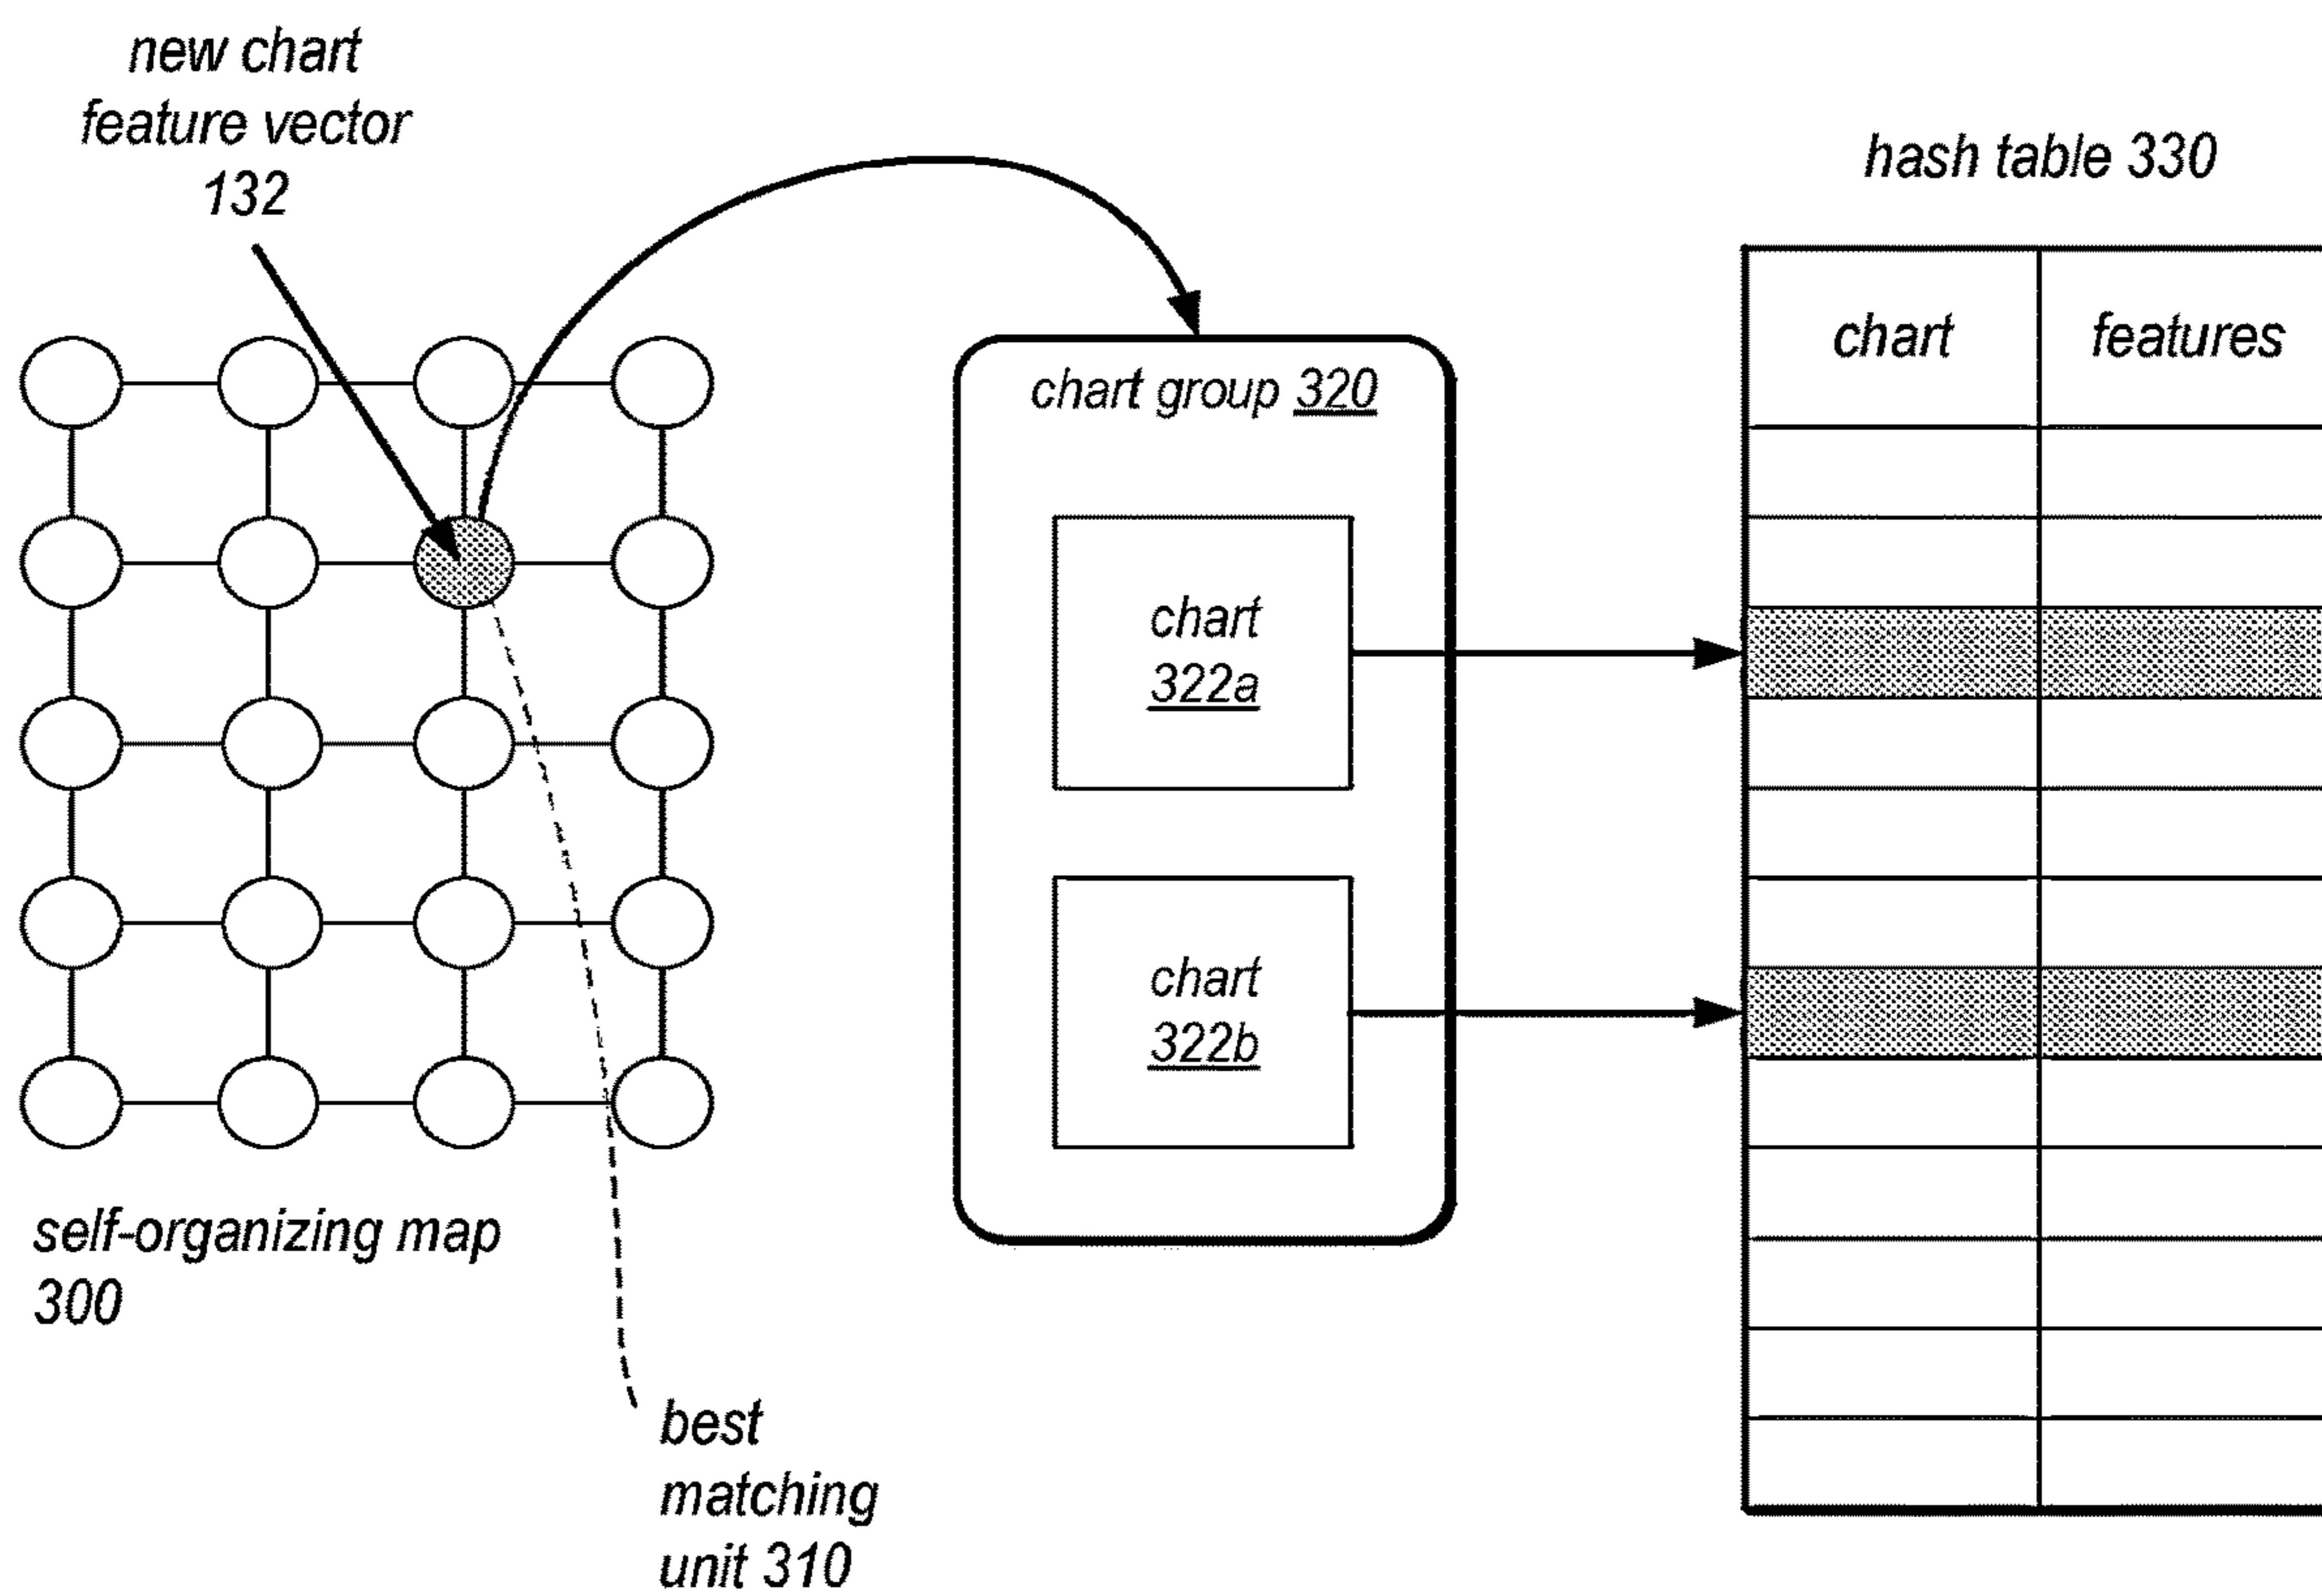 new chart
feature vector
132
hash table 330
chart
features
chart group 320
chart
322a
chart
322b
self-organizing map
300
best
matching
unit 310